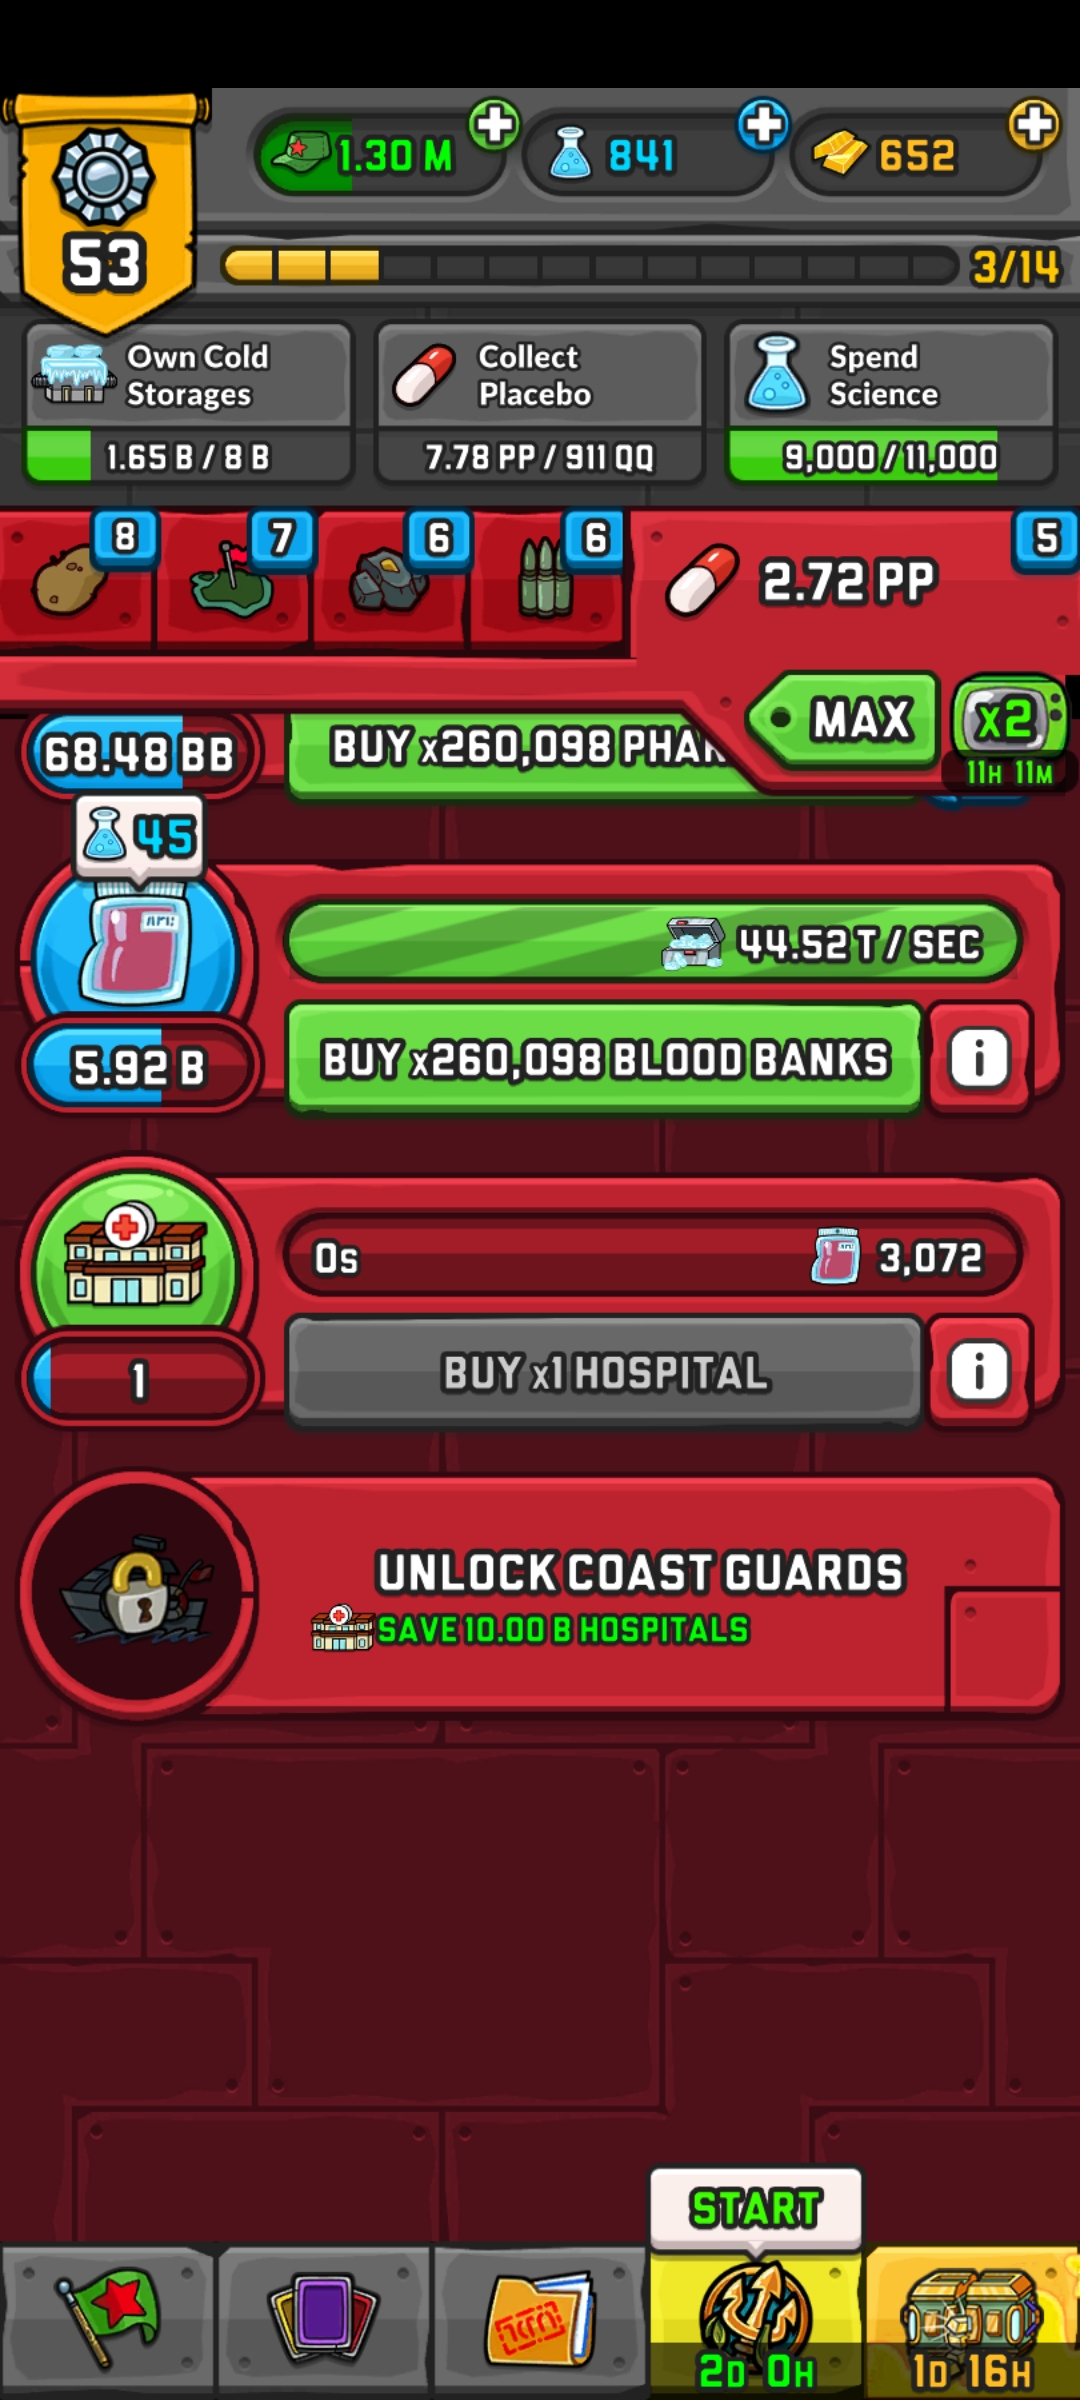 53
1.30 M
841
652
3/14
Own Cold
Storages
1.65 B / 8 B
Collect
Placebo
7.78 PP / 911 QQ
Spend
Science
9,000 / 11,000
8
7
6
6
2.72 PP
5
MAX
x2
11H 11M
68.48 BB
BUY x260,098
45
44.52 T / SEC
5.92 B
BUY x260,098 BLOOD BANKS
i
0s
3,072
1
BUY x1 HOSPITAL
i
UNLOCK COAST GUARDS
SAVE 10.00 B HOSPITALS
START
2D 0H
1D 16H